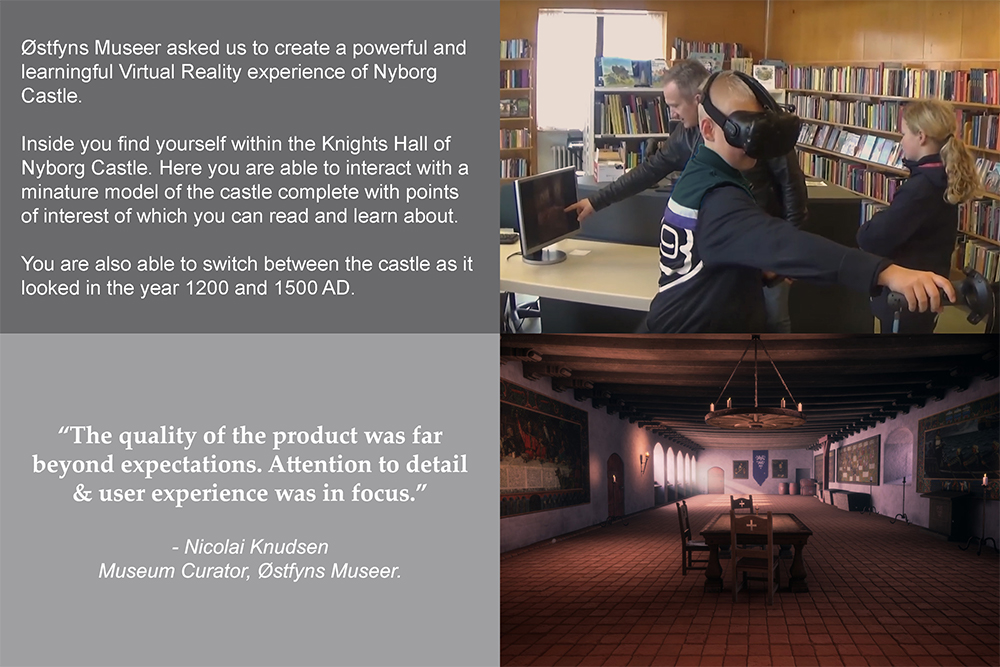 Østfyns Museer asked us to create a powerful and
learningful Virtual Reality experience of Nyborg
Castle.
Inside you find yourself within the Knights Hall of
Nyborg Castle. Here you are able to interact with a
minature model of the castle complete with points
of interest of which you can read and learn about.
You are also able to switch between the castle as it
looked in the year 1200 and 1500 AD.
“The quality of the product was far
beyond expectations. Attention to detail
& user experience was in focus.”
- Nicolai Knudsen
Museum Curator, Østfyns Museer.